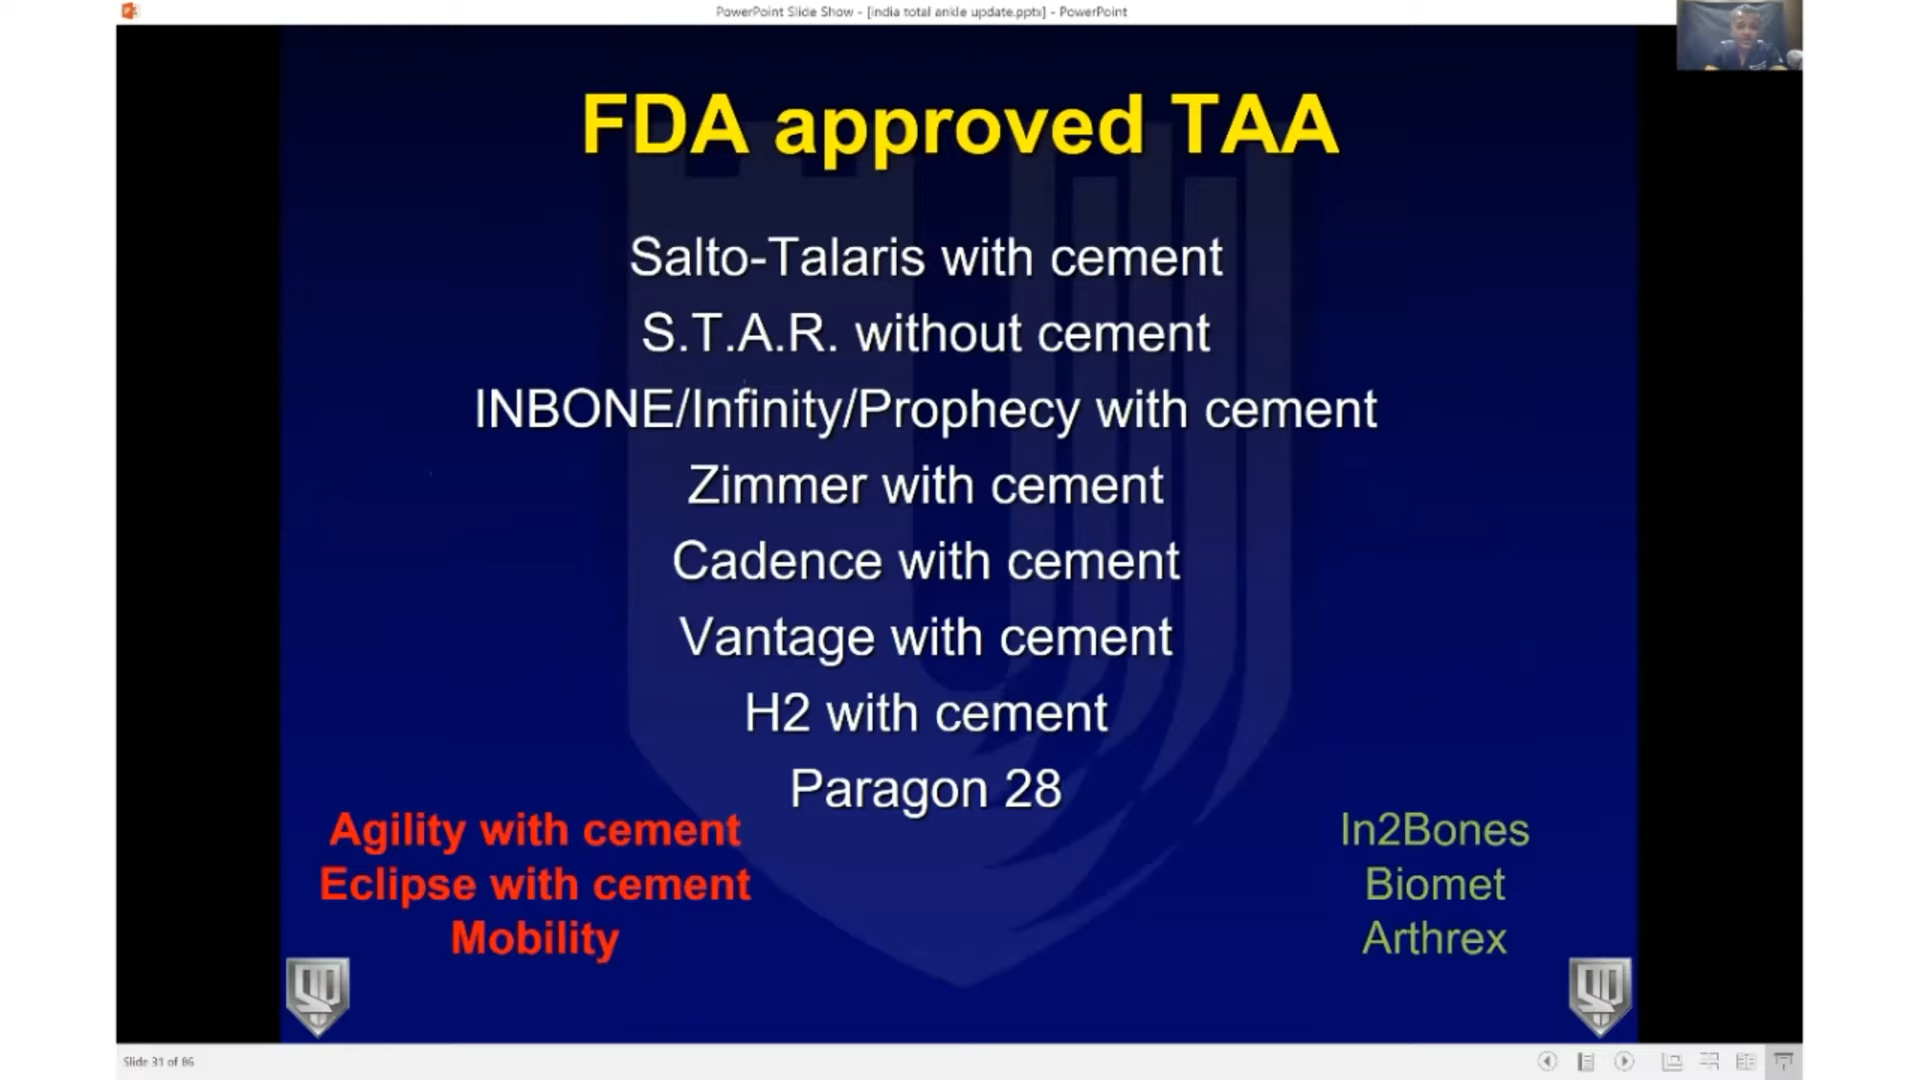 PowerPoint Slide Show - [india total ankle update.pptx] - PowerPoint
FDA approved TAA
Salto-Talaris with cement
S.T.A.R. without cement
INBONE/Infinity/Prophecy with cement
Zimmer with cement
Cadence with cement
Vantage with cement
H2 with cement
Paragon 28
Agility with cement
Eclipse with cement
Mobility
In2Bones
Biomet
Arthrex
Slide 31 of 86